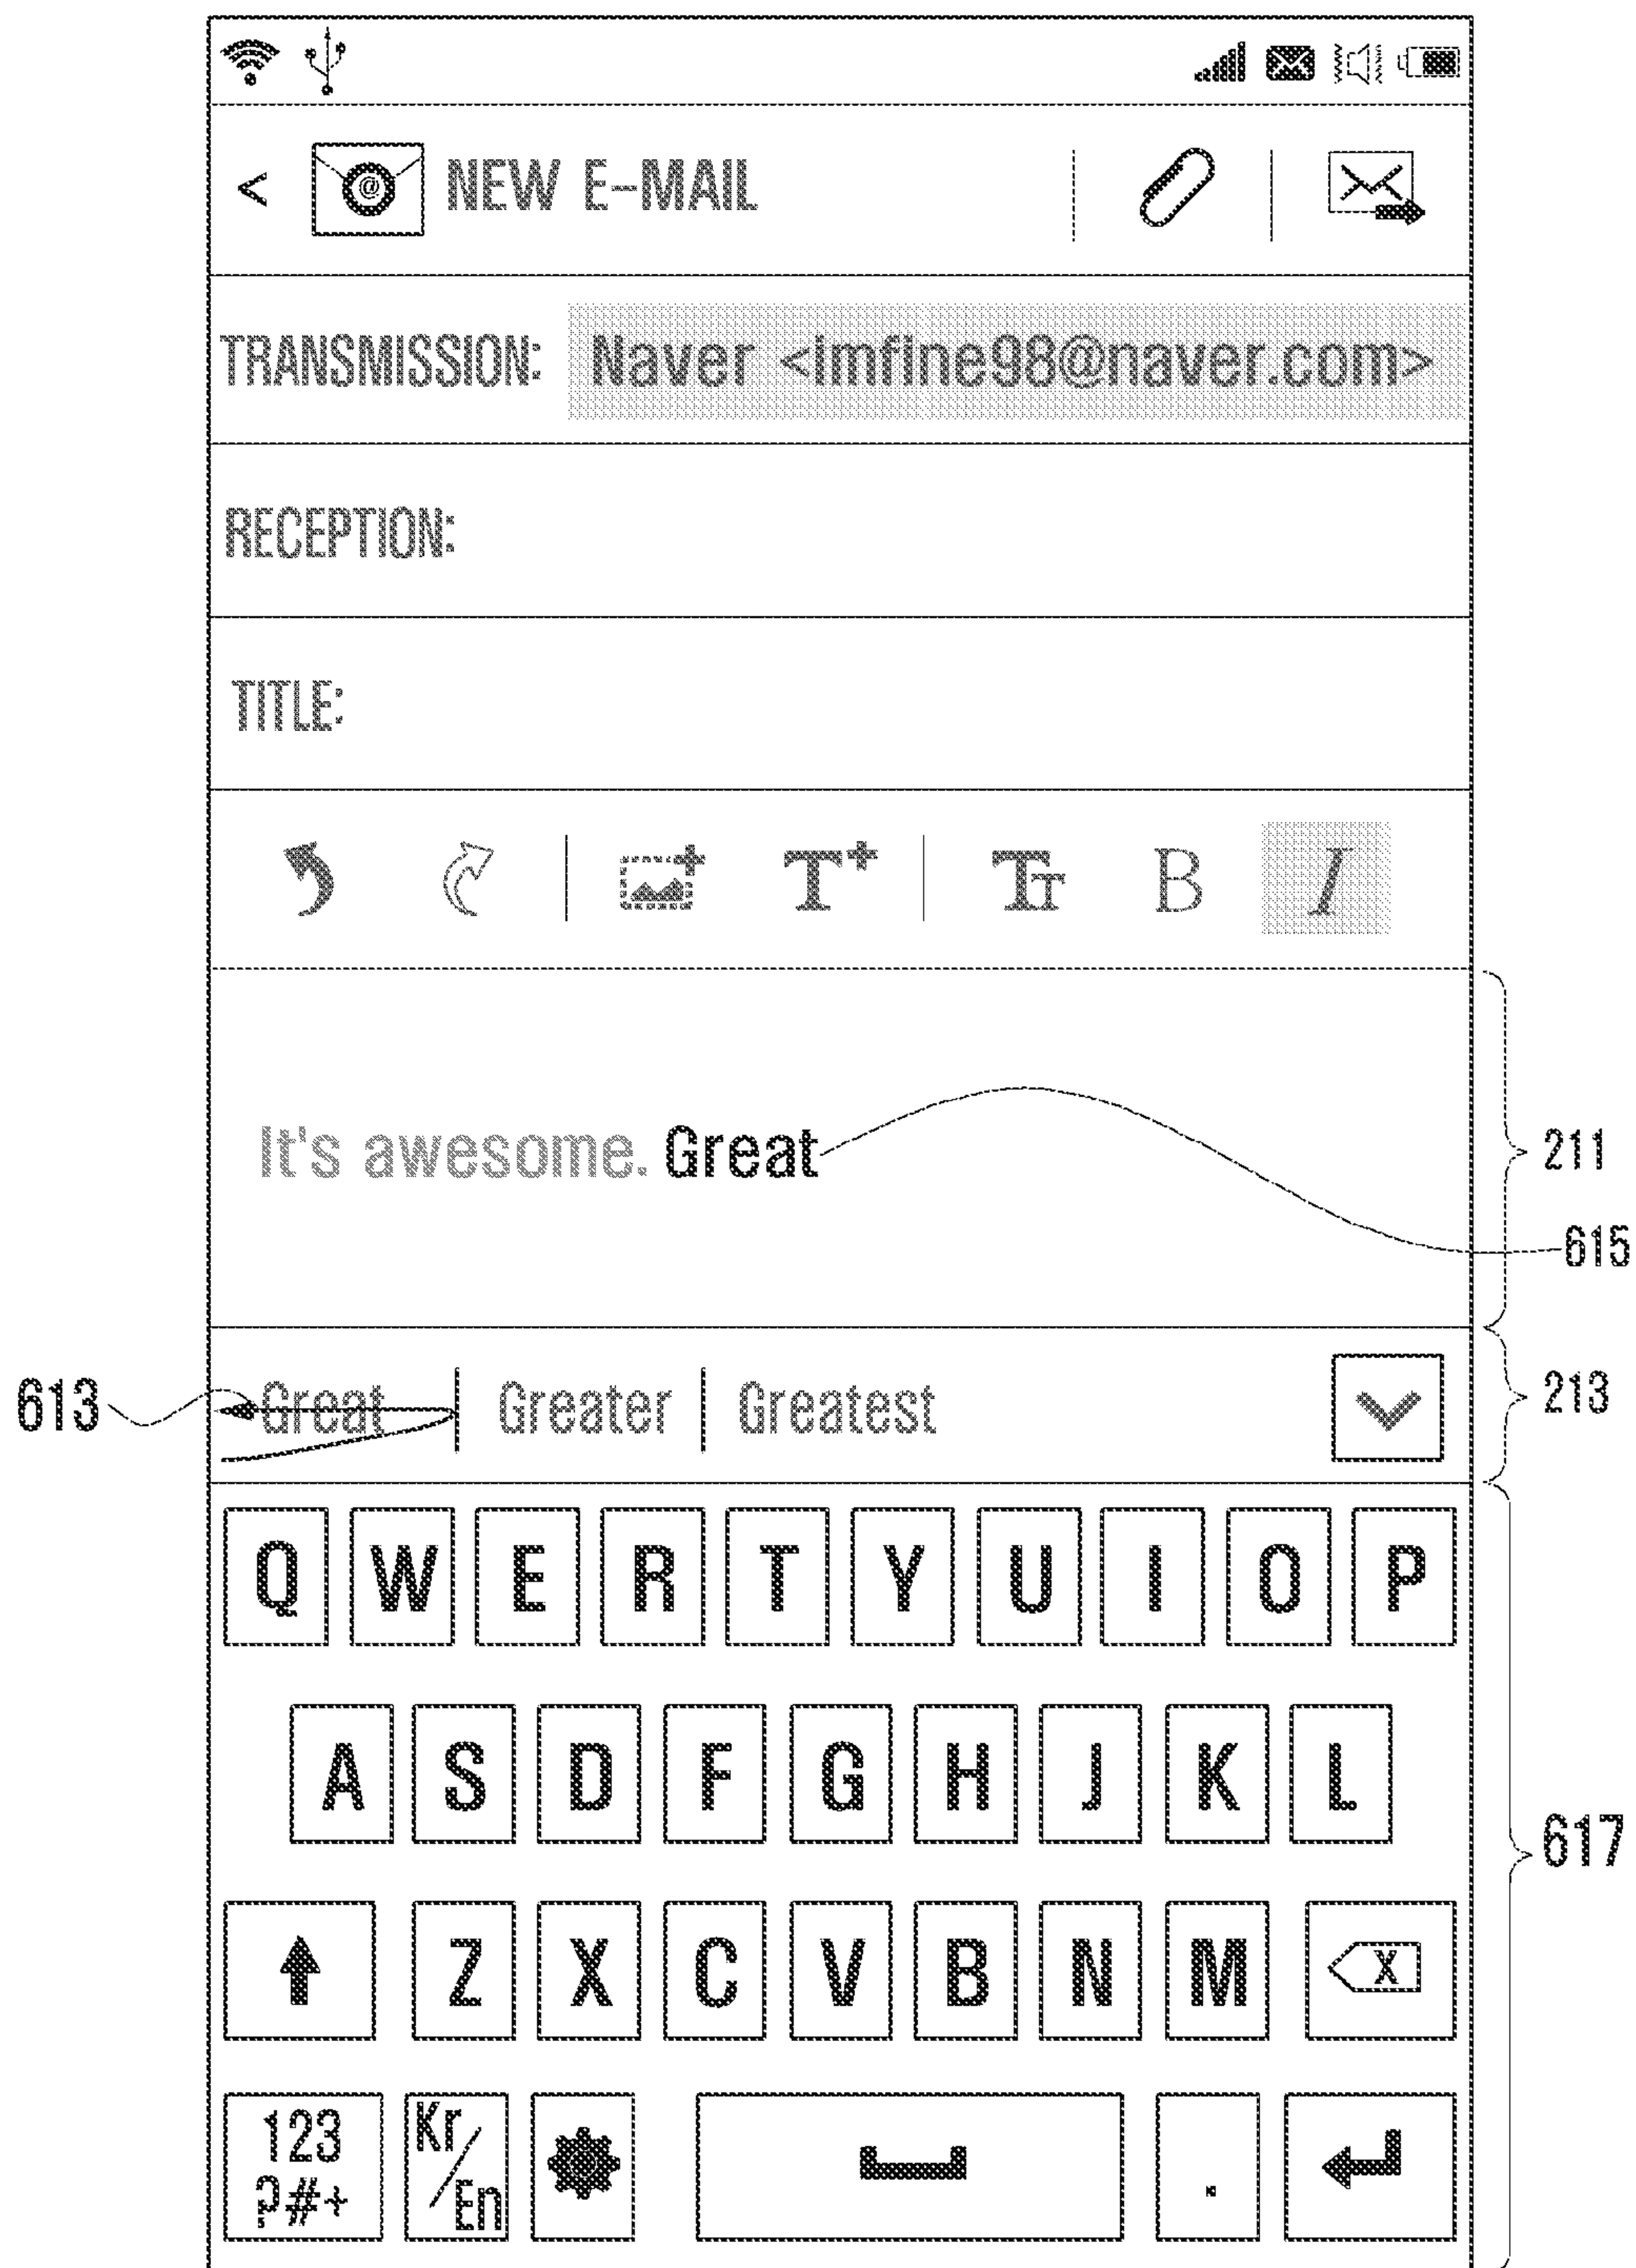 NEW E-MAIL
TRANSMISSION: Naver <imfine98@naver.com>
RECEPTION:
TITLE:
T+ TT B I
It's awesome. Great
211
615
613 Great Greater Greatest 213
Q W E R T Y U I O P
A S D F G H J K L
617
Z X C V B N M X
123 Kr/En .
?#+